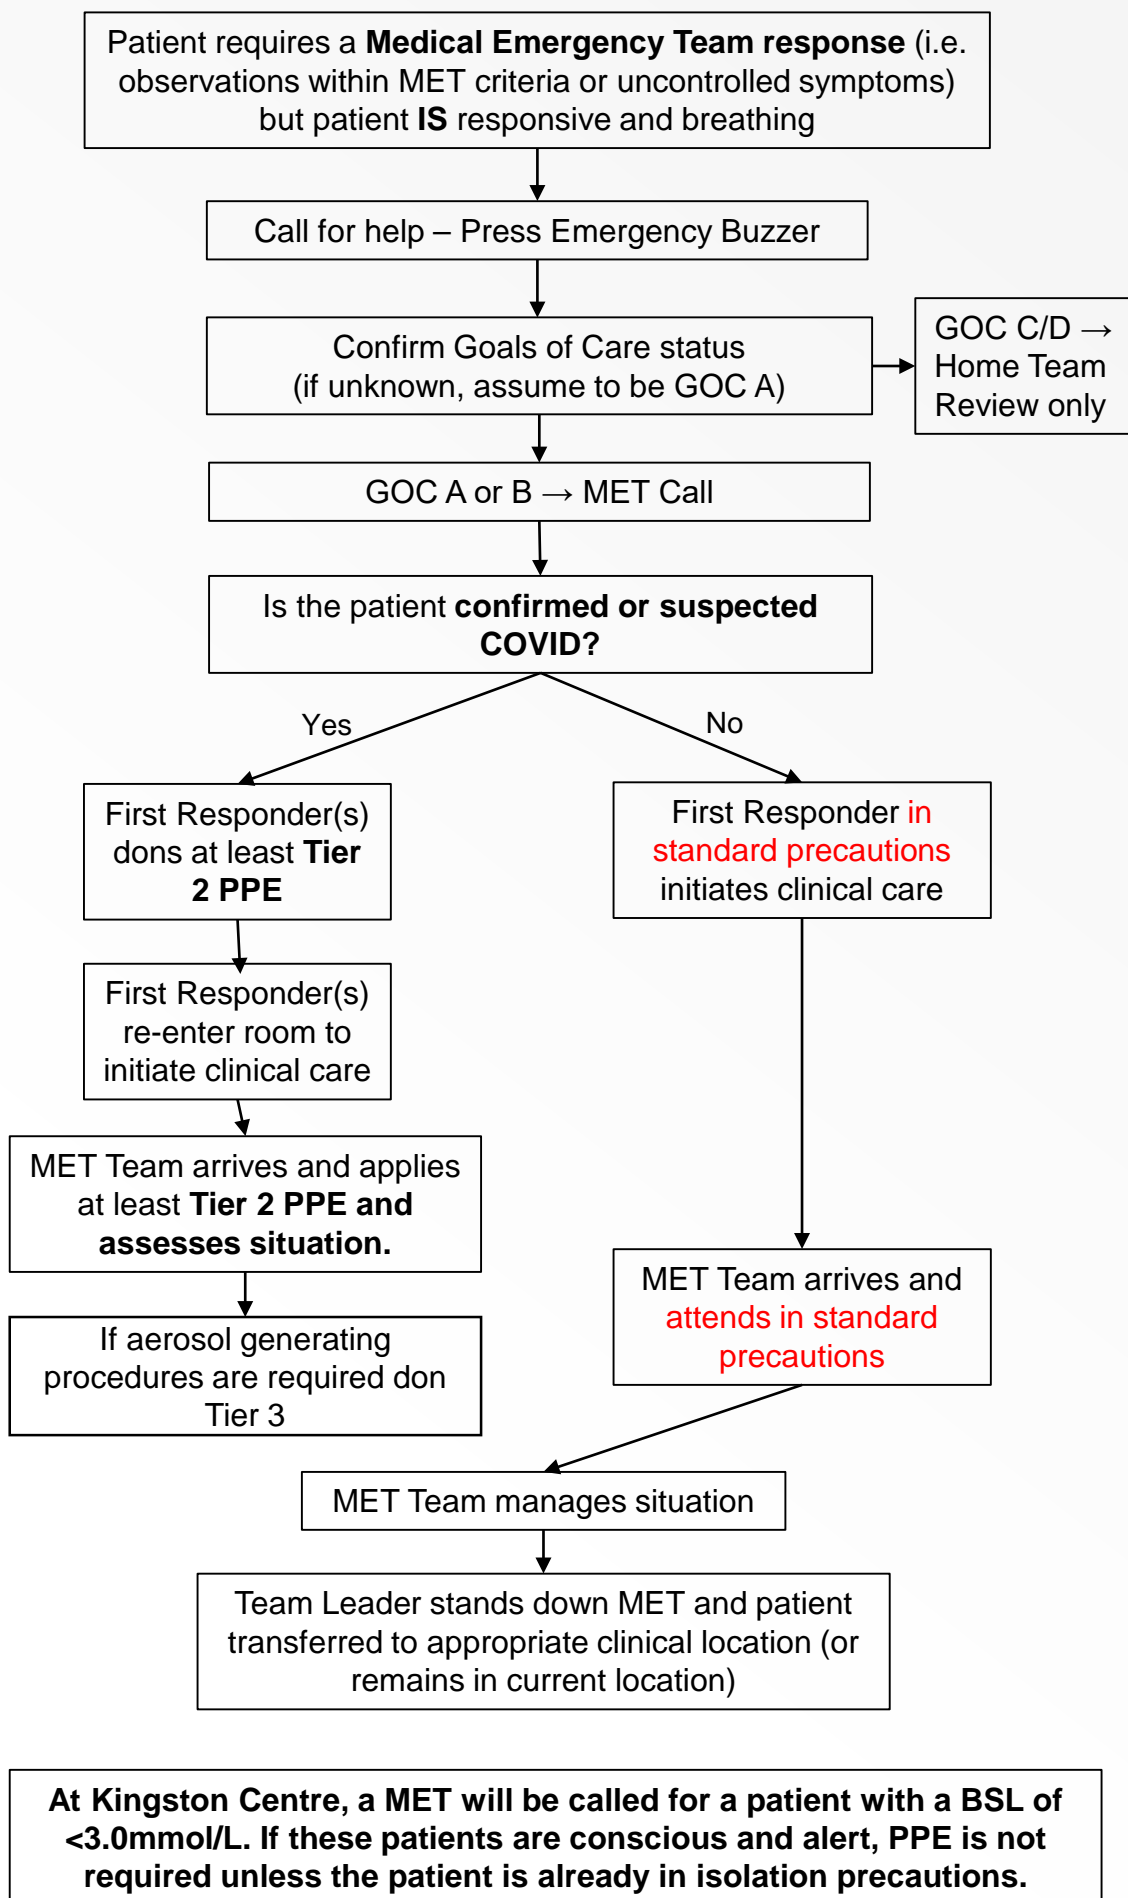 Patient requires a Medical Emergency Team response (i.e.
observations within MET criteria or uncontrolled symptoms)
but patient IS responsive and breathing
Call for help – Press Emergency Buzzer
Confirm Goals of Care status
(if unknown, assume to be GOC A)
GOC C/D →
Home Team
Review only
GOC A or B → MET Call
Is the patient confirmed or suspected
COVID?
Yes
No
First Responder(s)
dons at least Tier
2 PPE
First Responder in
standard precautions
initiates clinical care
First Responder(s)
re-enter room to
initiate clinical care
MET Team arrives and applies
at least Tier 2 PPE and
assesses situation.
MET Team arrives and
attends in standard
precautions
If aerosol generating
procedures are required don
Tier 3
MET Team manages situation
Team Leader stands down MET and patient
transferred to appropriate clinical location (or
remains in current location)
At Kingston Centre, a MET will be called for a patient with a BSL of
<3.0mmol/L. If these patients are conscious and alert, PPE is not
required unless the patient is already in isolation precautions.